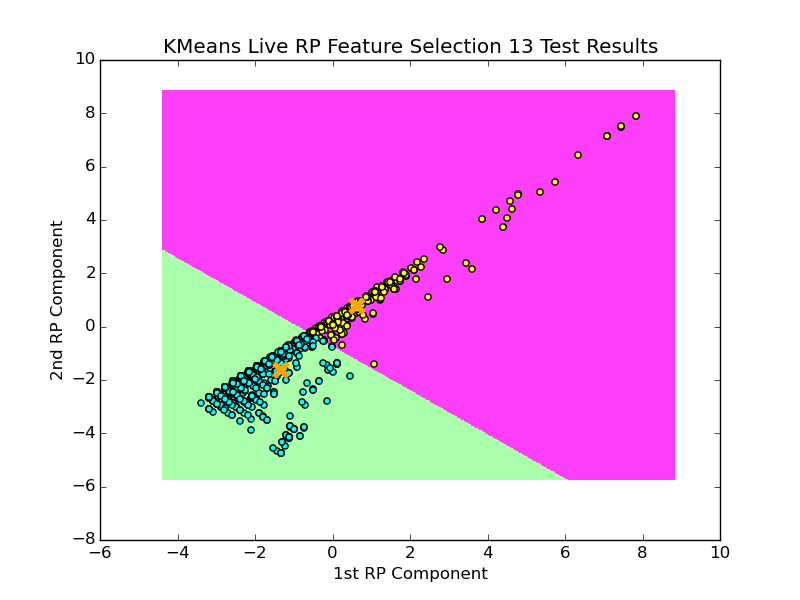 KMeans Live RP Feature Selection 13 Test Results
10
8
6
4
2
0
−2
−4
−6
−8
2nd RP Component
−6 −4 −2 0 2 4 6 8 10
1st RP Component